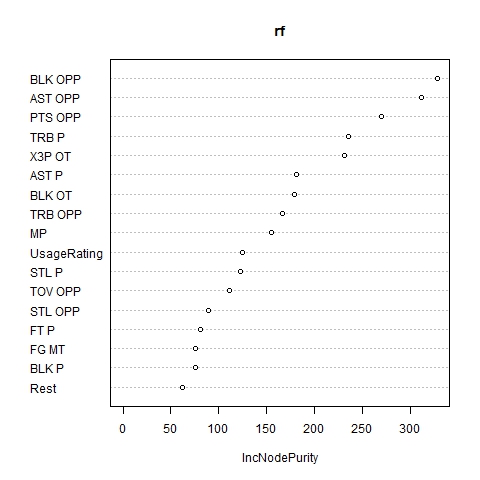 rf
BLK OPP
AST OPP
PTS OPP
TRB P
X3P OT
AST P
BLK OT
TRB OPP
MP
UsageRating
STL P
TOV OPP
STL OPP
FT P
FG MT
BLK P
Rest
0 50 100 150 200 250 300
IncNodePurity